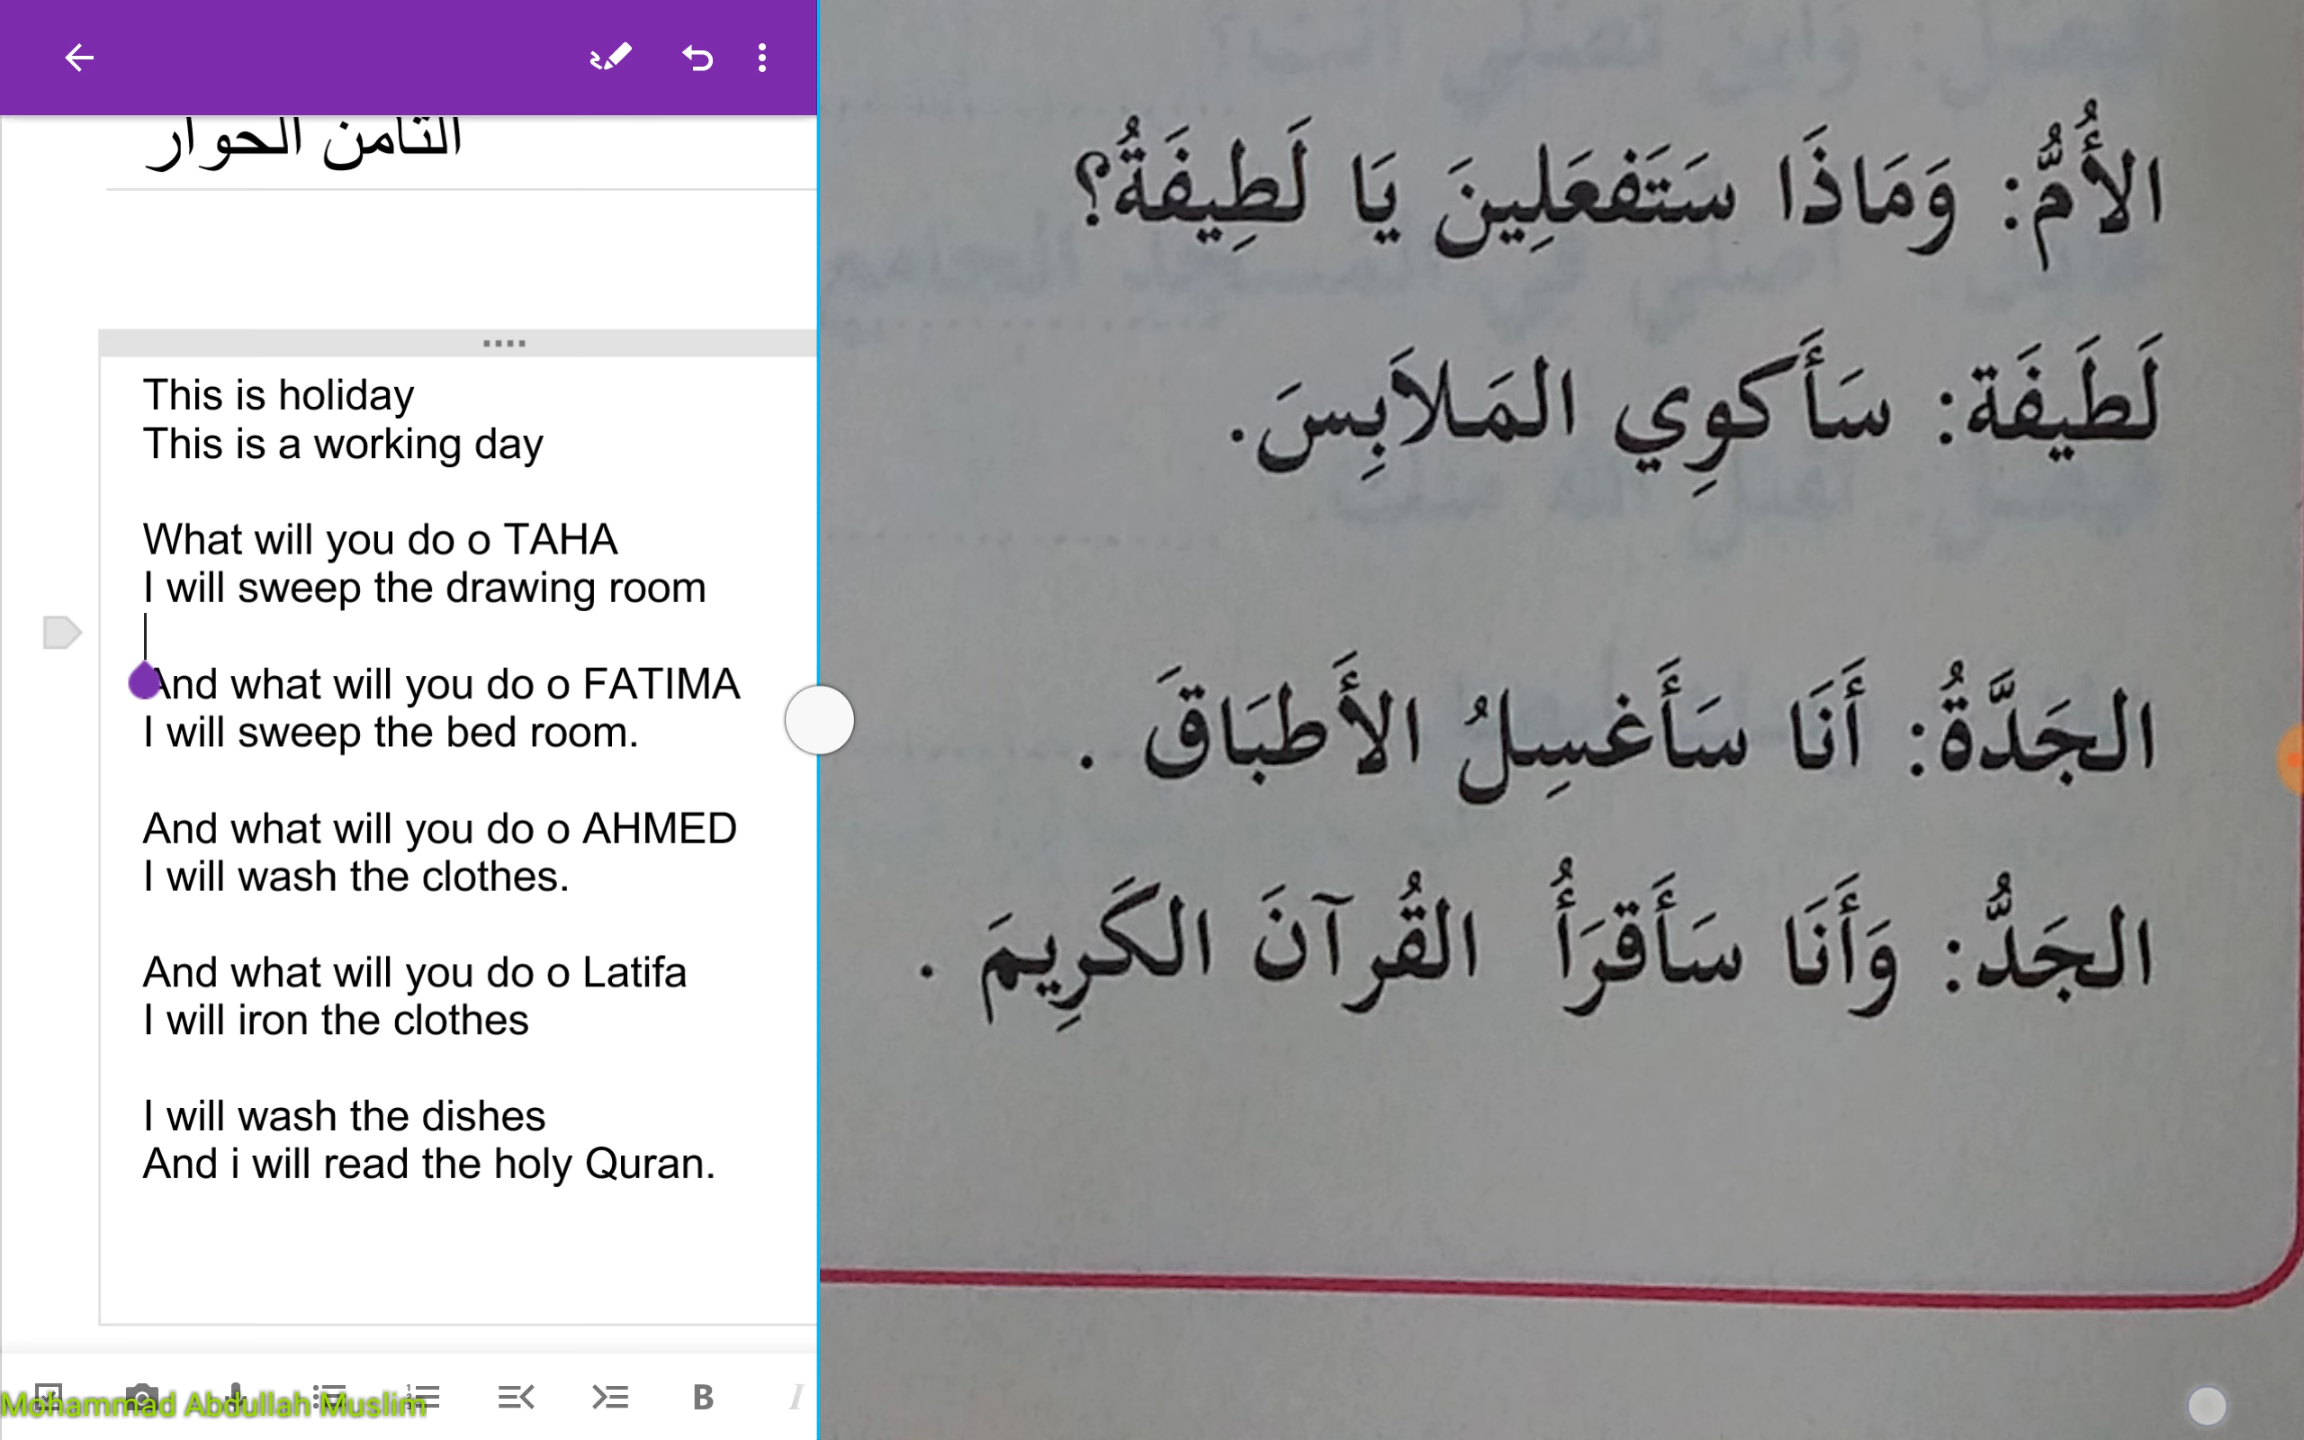 الثامن الحوار
This is holiday
This is a working day
What will you do o TAHA
I will sweep the drawing room
And what will you do o FATIMA
I will sweep the bed room.
And what will you do o AHMED
I will wash the clothes.
And what will you do o Latifa
I will iron the clothes
I will wash the dishes
And i will read the holy Quran.
B I
Mohammad Abdullah Muslim
الأُمُّ: وَمَاذَا سَتَفعَلِينَ يَا لَطِيفَةُ؟
لَطَيفَة: سَأَكوِي المَلاَبِسَ.
الجَدَّةُ: أَنَا سَأَغسِلُ الأَطبَاقَ .
الجَدُّ: وَأَنَا سَأَقرَأُ القُرآنَ الكَرِيمَ .